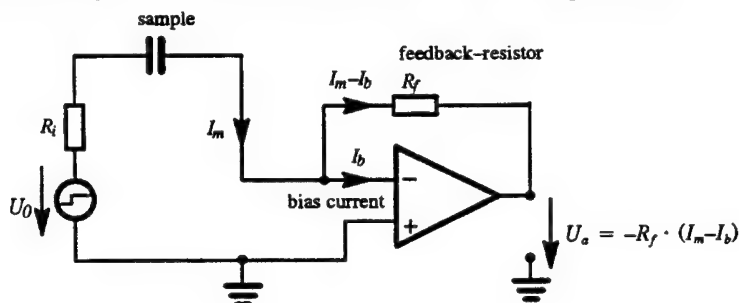 sample
feedback-resistor
I_m-I_b
R_f
R_i
I_m
I_b
U_0
bias current
−
+
U_a = -R_f · (I_m-I_b)